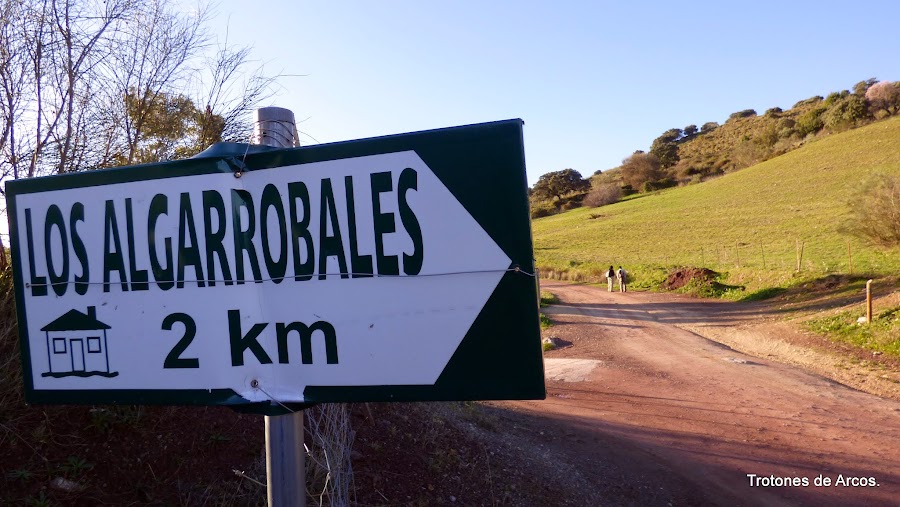 LOS ALGARROBALES
2 km
Trotones de Arcos.